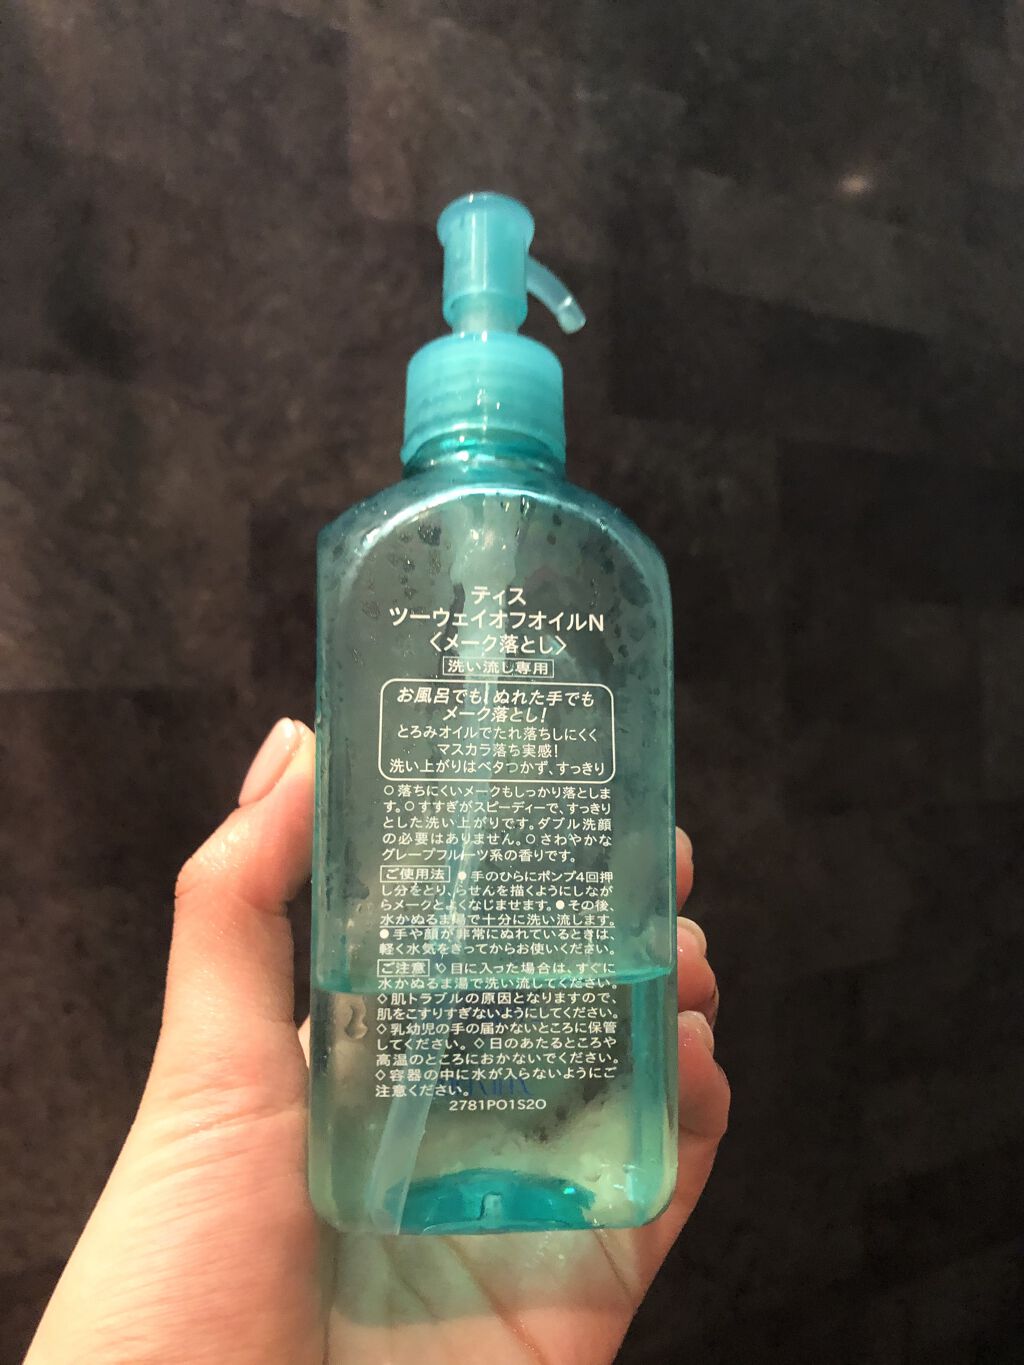 ティス
ツーウェイオフオイルN
〈メーク落とし〉
洗い流し専用
お風呂でも！ぬれた手でも
メーク落とし！
とろみオイルでたれ落ちしにくく
マスカラ落ち実感！
洗い上がりはベタつかず、すっきり
○落ちにくいメークもしっかり落としま
す。○すすぎがスピーディーで、すっきり
とした洗い上がりです。ダブル洗顔
の必要はありません。○さわやかな
グレープフルーツ系の香りです。
ご使用法 ●手のひらにポンプ4回押
し分をとり、らせんを描くようにしなが
らメークとよくなじませます。●その後、
水かぬるま湯で十分に洗い流します。
●手や顔が非常にぬれているときは、
軽く水気をきってからお使いください。
ご注意 ◇目に入った場合は、すぐに
水かぬるま湯で洗い流してください。
◇肌トラブルの原因となりますので、
肌をこすりすぎないようにしてください。
◇乳幼児の手の届かないところに保管
してください。◇日のあたるところや
高温のところにおかないでください。
◇容器の中に水が入らないようにご
注意ください。
2781PO1S2O